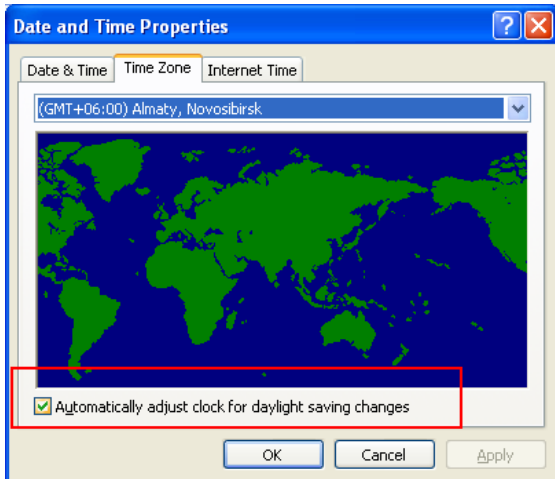 Date and Time Properties
Date & Time Time Zone Internet Time
(GMT+06:00) Almaty, Novosibirsk
Automatically adjust clock for daylight saving changes
OK Cancel Apply